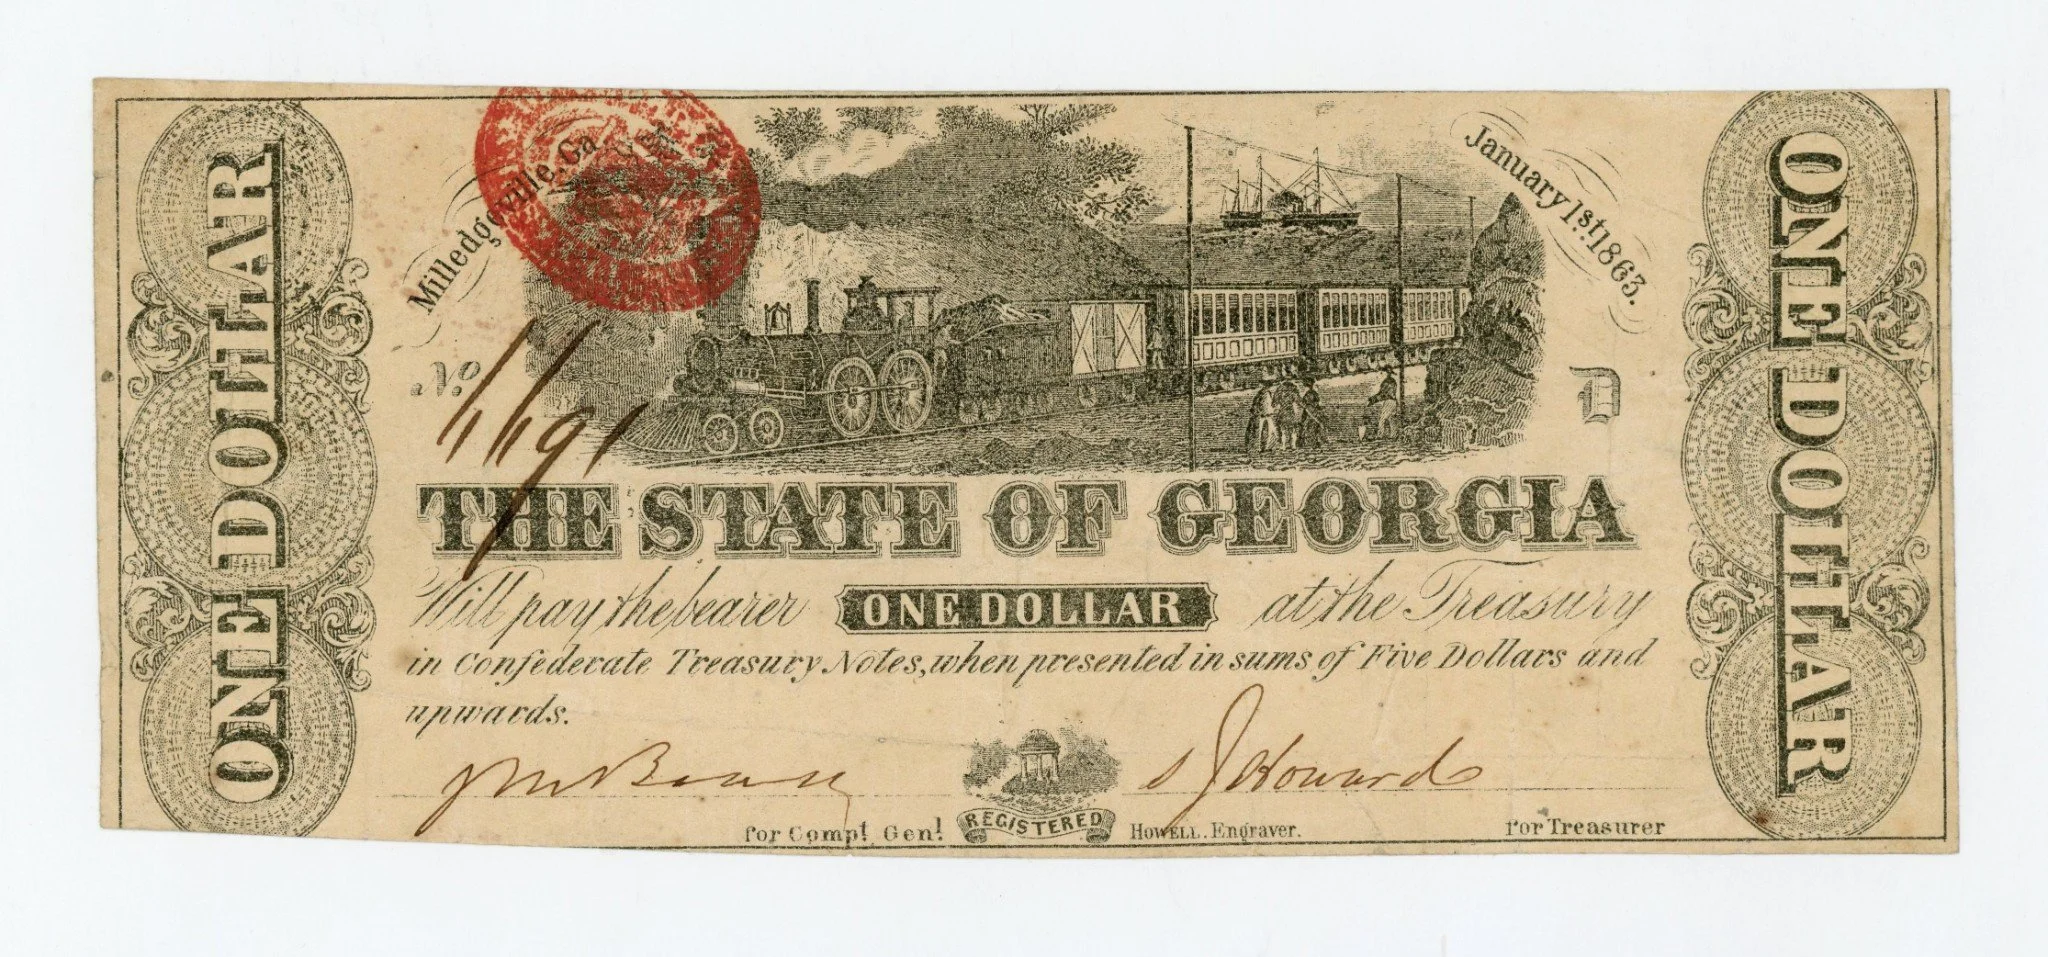 Milledgeville, Ga
January 1st 1863.
No
D
ONE DOLLAR
ONE DOLLAR
THE STATE OF GEORGIA
Will pay the bearer ONE DOLLAR at the Treasury
in Confederate Treasury Notes, when presented in sums of Five Dollars and
upwards.
Howard
for Compt. Genl.
REGISTERED
HOWELL. Engraver.
for Treasurer